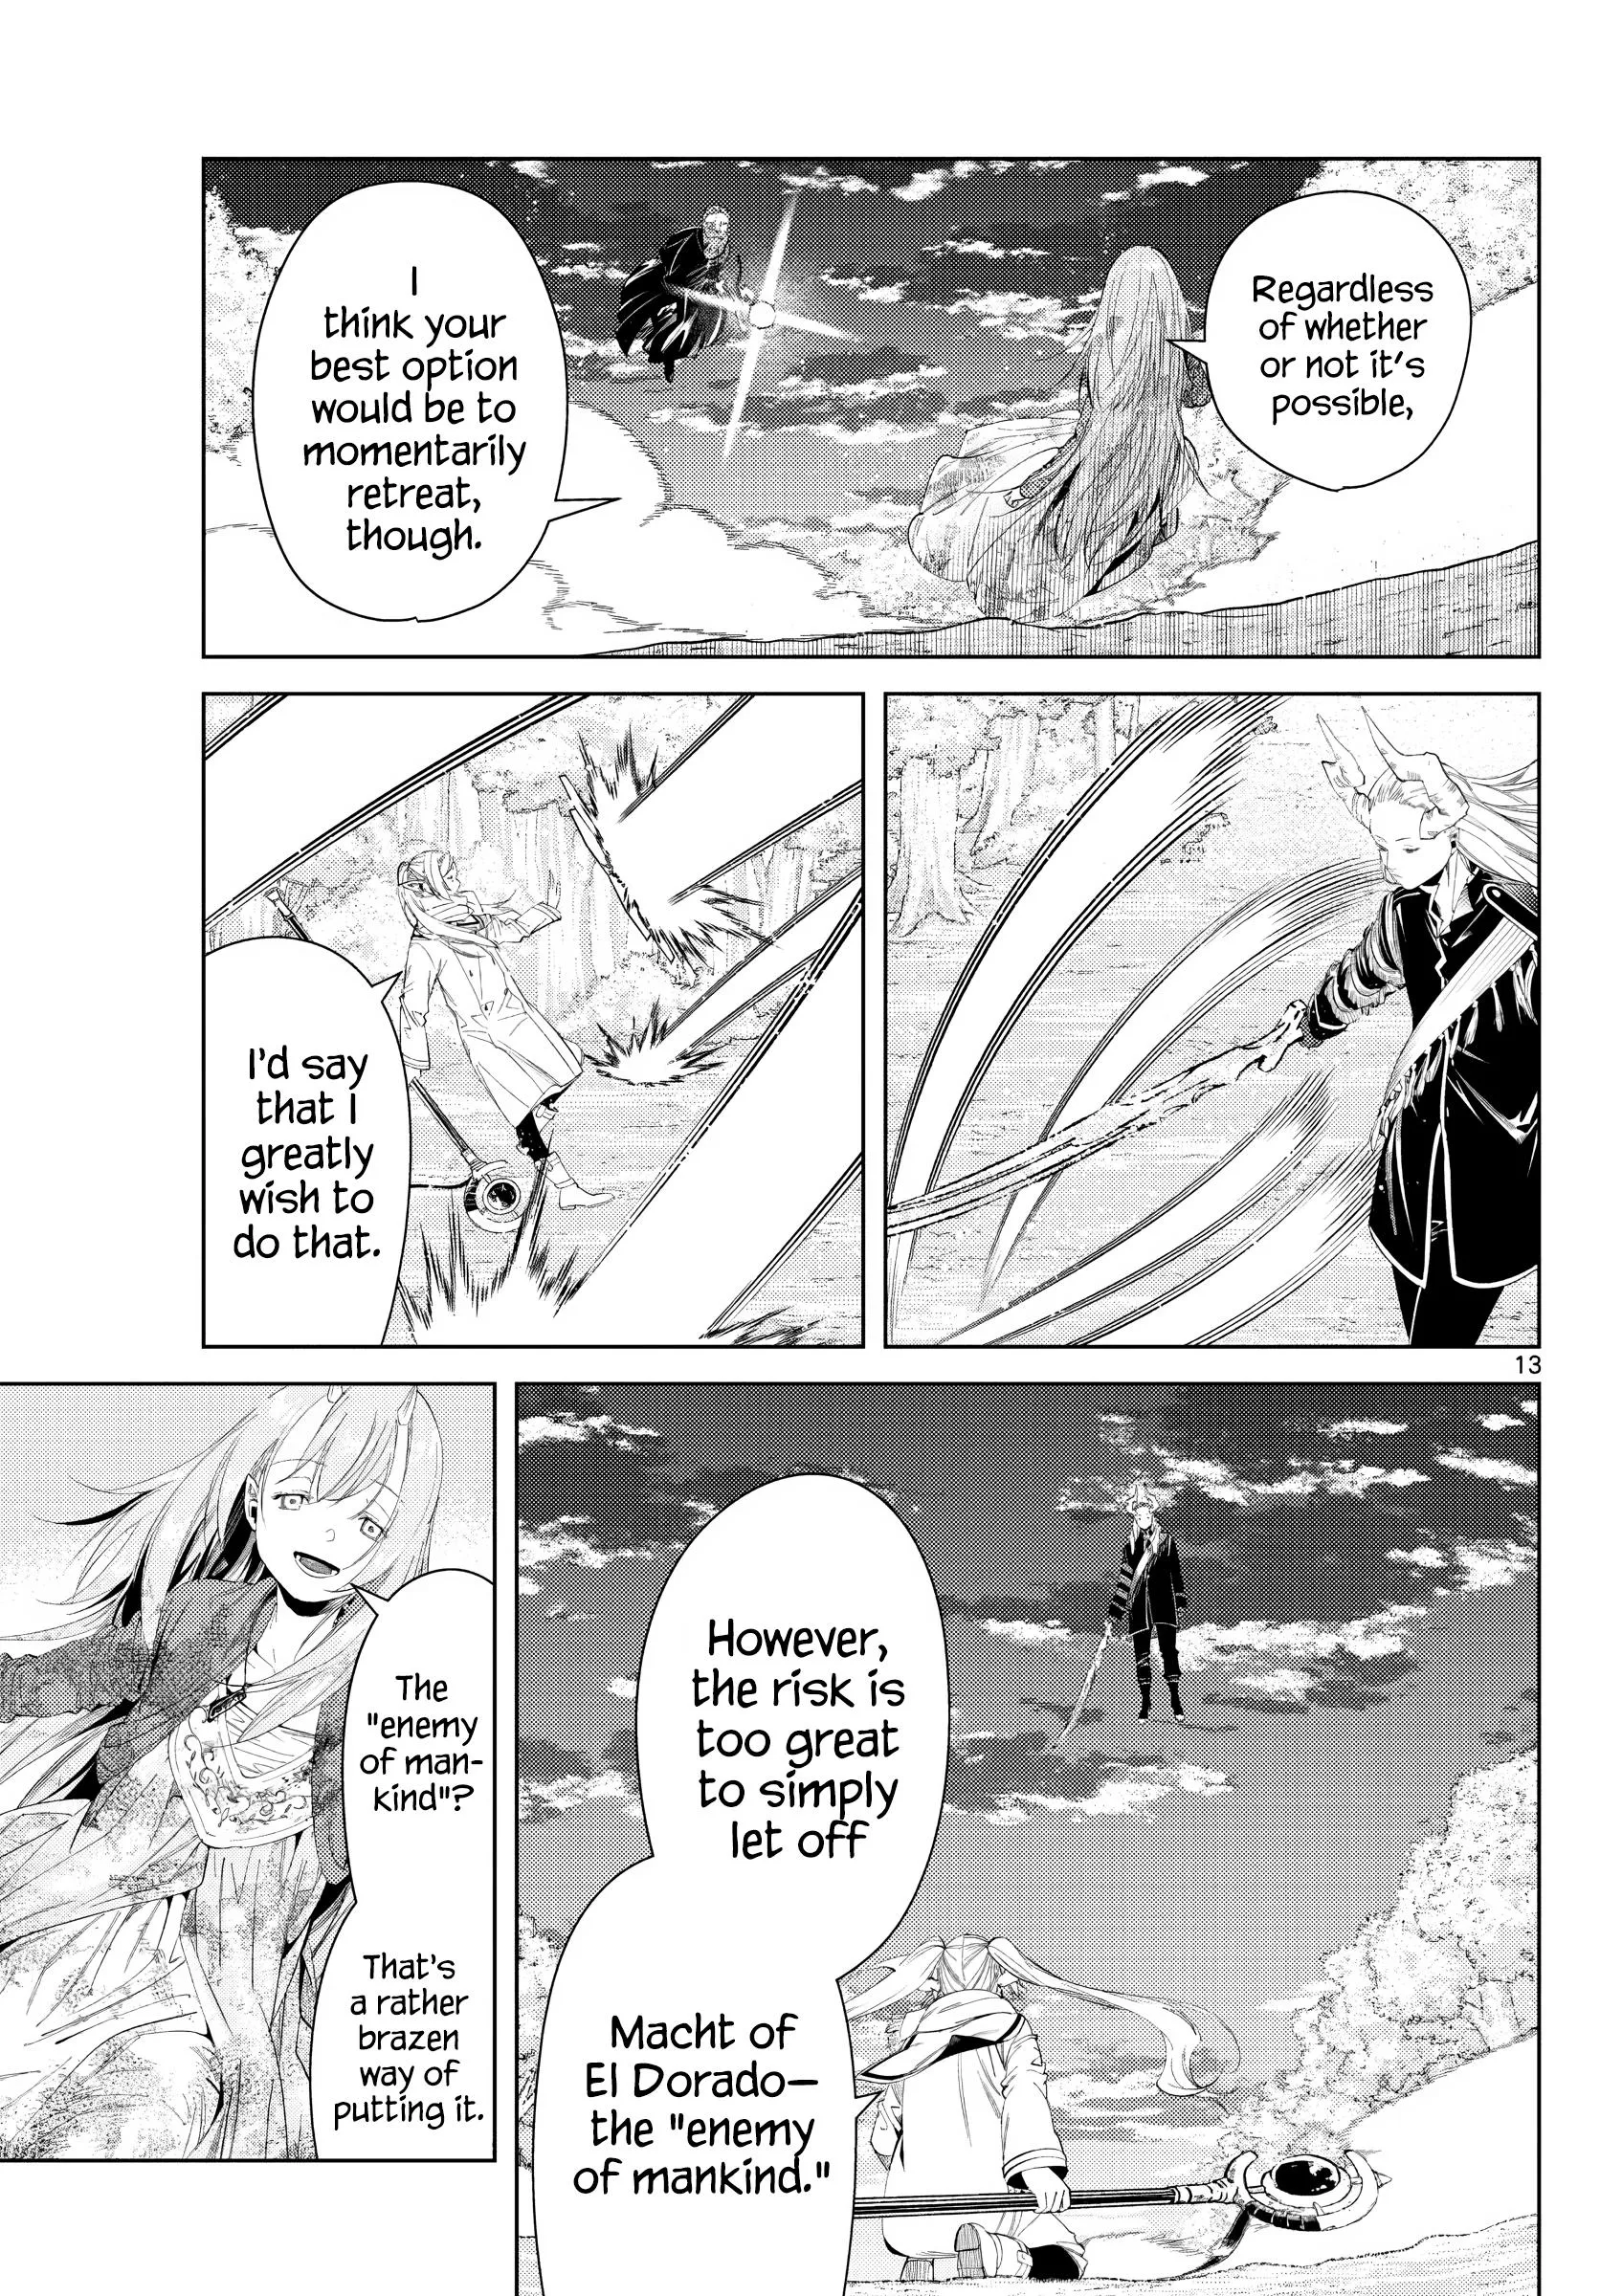 Regardless
of whether
or not it's
possible,
I
think your
best option
would be to
momentarily
retreat,
though.
I'd say
that I
greatly
wish to
do that.
13
However,
the risk is
too great
to simply
let off
Macht of
El Dorado—
the "enemy
of mankind."
The
"enemy
of man-
kind"?
That's
a rather
brazen
way of
putting it.